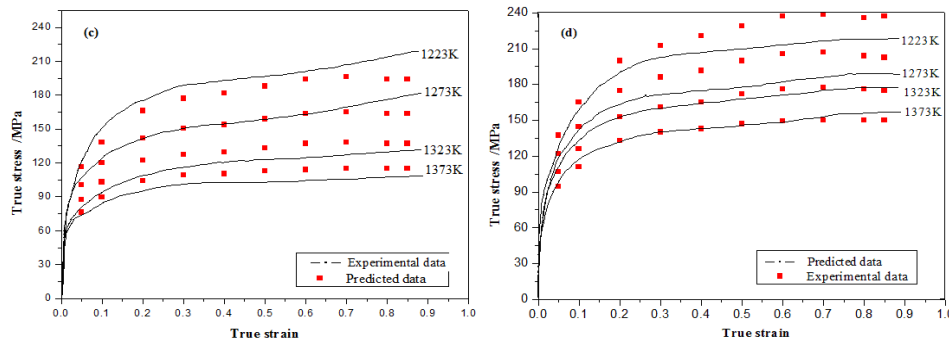 (c)
True stress /MPa
255
240
210
180
150
120
90
60
30
0
0.0 0.1 0.2 0.3 0.4 0.5 0.6 0.7 0.8 0.9 1.0
True strain
1223K
1273K
1323K
1373K
Experimental data
Predicted data
(d)
True stress /MPa
240
210
180
150
120
90
60
30
0
0.0 0.1 0.2 0.3 0.4 0.5 0.6 0.7 0.8 0.9 1.0
True strain
1223K
1273K
1323K
1373K
Predicted data
Experimental data